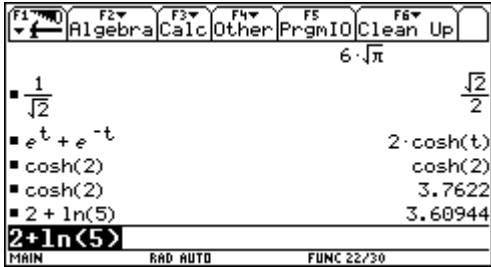 F1 F2 Algebra F3 Calc F4 Other F5 PrgmIO F6 Clean Up
6·√π
1/√2 √2/2
e^t + e^-t 2·cosh(t)
cosh(2) cosh(2)
cosh(2) 3.7622
2 + ln(5) 3.60944
2+ln(5)
MAIN RAD AUTO FUNC 22/30